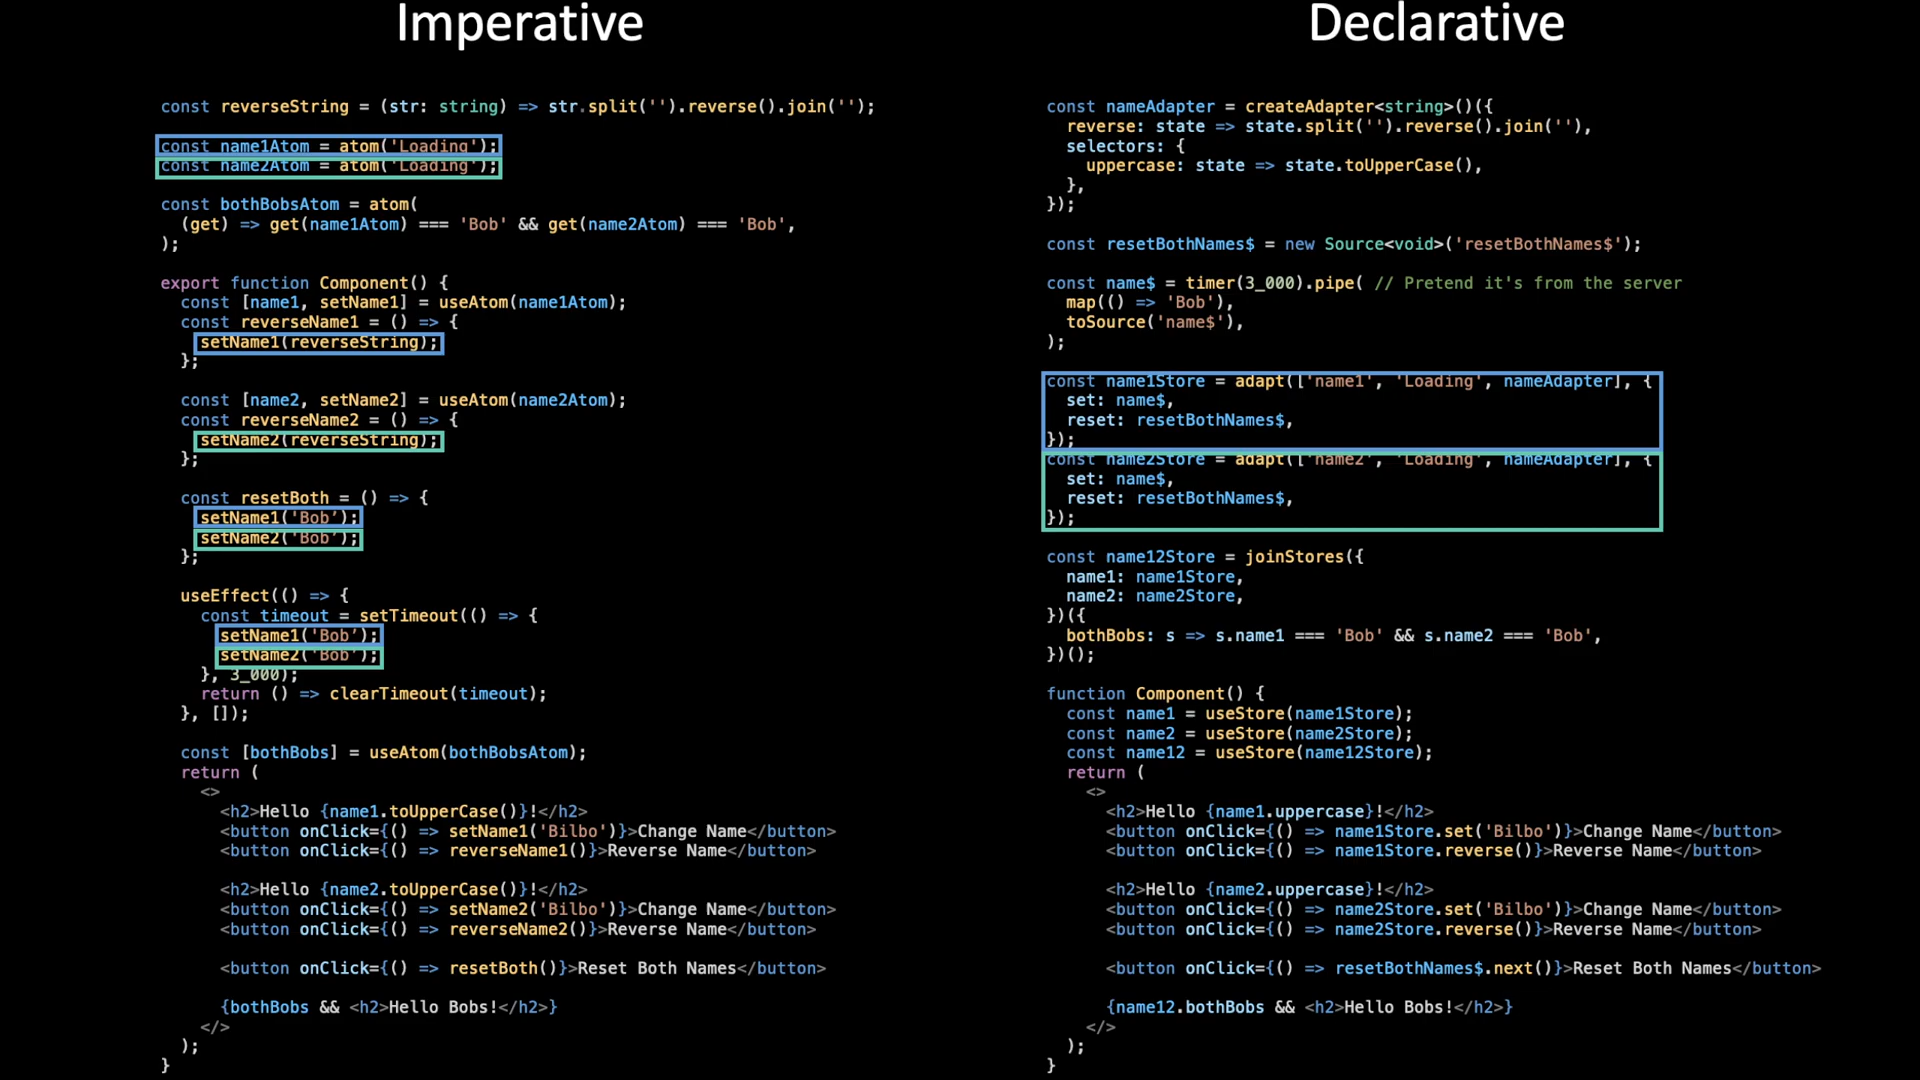 Imperative
const reverseString = (str: string) => str.split('').reverse().join('');
const name1Atom = atom('Loading');
const name2Atom = atom('Loading');
const bothBobsAtom = atom(
(get) => get(name1Atom) === 'Bob' && get(name2Atom) === 'Bob',
);
export function Component() {
const [name1, setName1] = useAtom(name1Atom);
const reverseName1 = () => {
setName1(reverseString);
};
const [name2, setName2] = useAtom(name2Atom);
const reverseName2 = () => {
setName2(reverseString);
};
const resetBoth = () => {
setName1('Bob');
setName2('Bob');
};
useEffect(() => {
const timeout = setTimeout(() => {
setName1('Bob');
setName2('Bob');
}, 3_000);
return () => clearTimeout(timeout);
}, []);
const [bothBobs] = useAtom(bothBobsAtom);
return (
<>
<h2>Hello {name1.toUpperCase()}!</h2>
<button onClick={() => setName1('Bilbo')}>Change Name</button>
<button onClick={() => reverseName1()}>Reverse Name</button>
<h2>Hello {name2.toUpperCase()}!</h2>
<button onClick={() => setName2('Bilbo')}>Change Name</button>
<button onClick={() => reverseName2()}>Reverse Name</button>
<button onClick={() => resetBoth()}>Reset Both Names</button>
{bothBobs && <h2>Hello Bobs!</h2>}
</>
);
}
Declarative
const nameAdapter = createAdapter<string>()({
reverse: state => state.split('').reverse().join(''),
selectors: {
uppercase: state => state.toUpperCase(),
},
});
const resetBothNames$ = new Source<void>('resetBothNames$');
const name$ = timer(3_000).pipe( // Pretend it's from the server
map(() => 'Bob'),
toSource('name$'),
);
const name1Store = adapt(['name1', 'Loading', nameAdapter], {
set: name$,
reset: resetBothNames$,
});
const name2Store = adapt(['name2', 'Loading', nameAdapter], {
set: name$,
reset: resetBothNames$,
});
const name12Store = joinStores({
name1: name1Store,
name2: name2Store,
})({
bothBobs: s => s.name1 === 'Bob' && s.name2 === 'Bob',
})();
function Component() {
const name1 = useStore(name1Store);
const name2 = useStore(name2Store);
const name12 = useStore(name12Store);
return (
<>
<h2>Hello {name1.uppercase}!</h2>
<button onClick={() => name1Store.set('Bilbo')}>Change Name</button>
<button onClick={() => name1Store.reverse()}>Reverse Name</button>
<h2>Hello {name2.uppercase}!</h2>
<button onClick={() => name2Store.set('Bilbo')}>Change Name</button>
<button onClick={() => name2Store.reverse()}>Reverse Name</button>
<button onClick={() => resetBothNames$.next()}>Reset Both Names</button>
{name12.bothBobs && <h2>Hello Bobs!</h2>}
</>
);
}